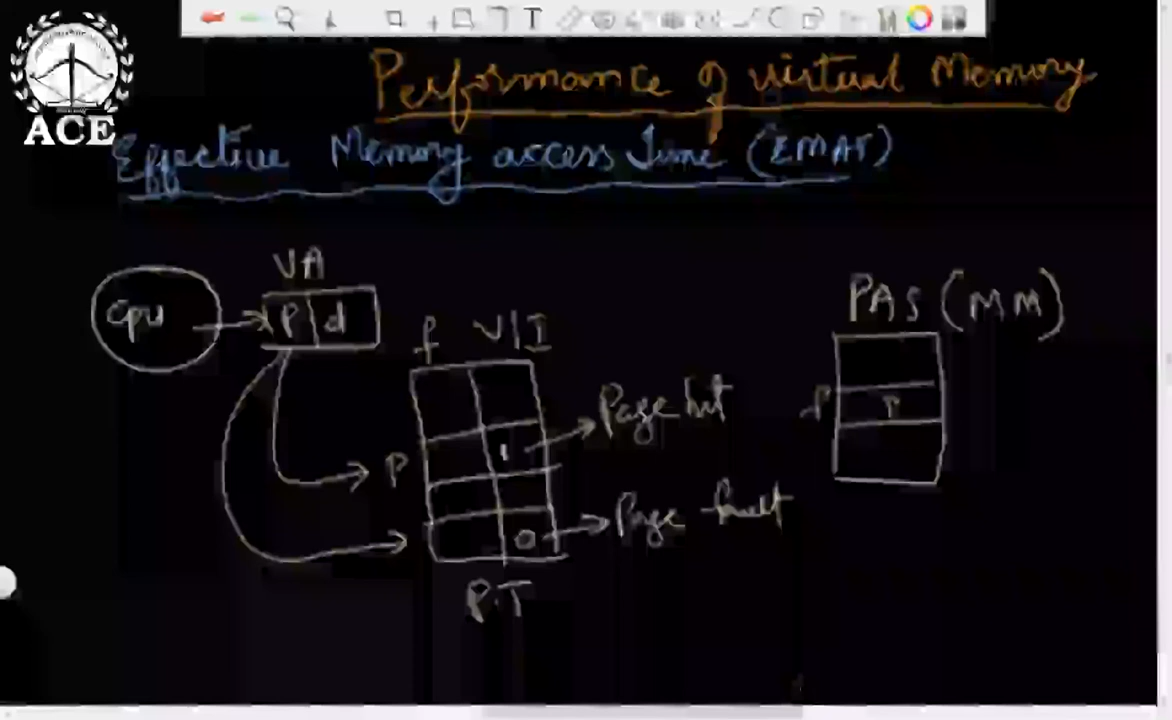 ACE
Performance of virtual Memory
Effective Memory access Time (EMAT)
VA
CPU
P d
f V/I
PAS (MM)
Page hit
1
P
Page fault
0
PT